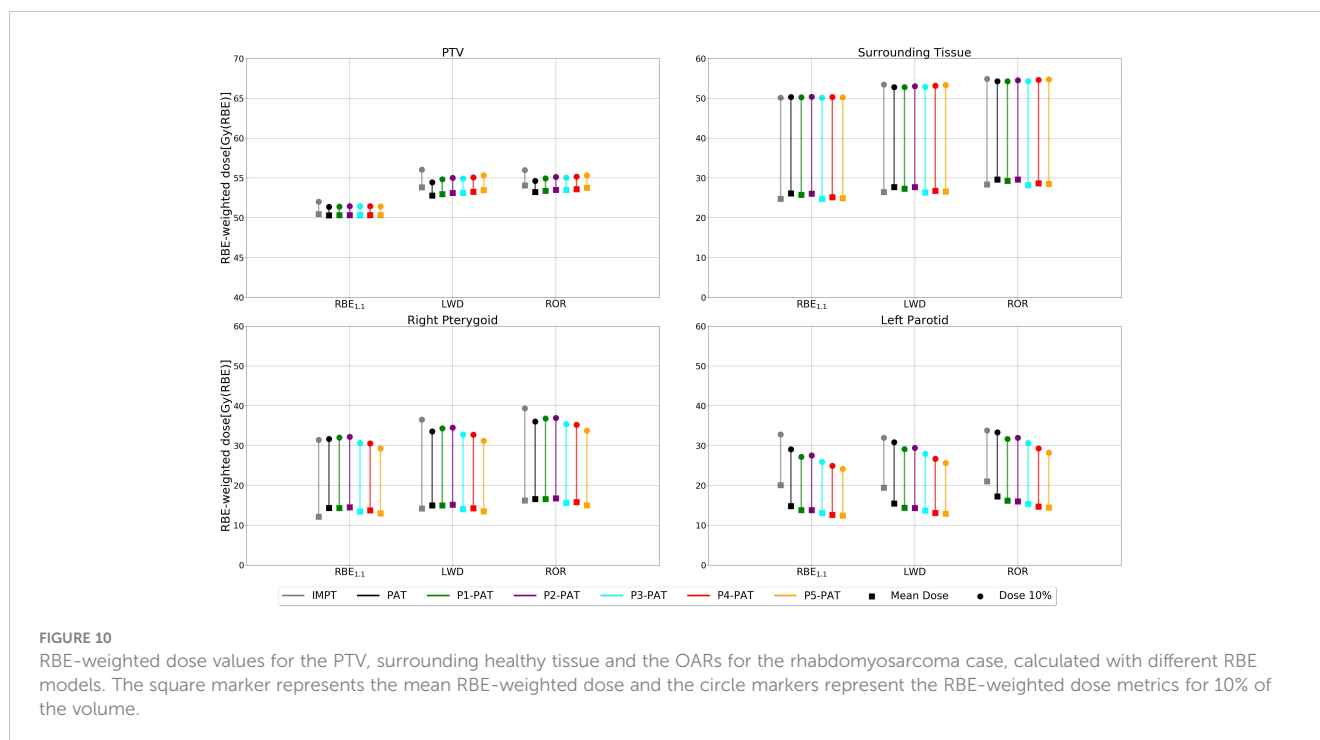 PTV
Surrounding Tissue
RBE-weighted dose[Gy(RBE)]
70
65
60
55
50
45
40
RBE1.1
LWD
ROR
60
50
40
30
20
10
0
RBE1.1
LWD
ROR
Right Pterygoid
Left Parotid
RBE-weighted dose[Gy(RBE)]
60
50
40
30
20
10
0
RBE1.1
LWD
ROR
60
50
40
30
20
10
0
RBE1.1
LWD
ROR
IMPT PAT P1-PAT P2-PAT P3-PAT P4-PAT P5-PAT Mean Dose Dose 10%
FIGURE 10
RBE-weighted dose values for the PTV, surrounding healthy tissue and the OARs for the rhabdomyosarcoma case, calculated with different RBE
models. The square marker represents the mean RBE-weighted dose and the circle markers represent the RBE-weighted dose metrics for 10% of
the volume.